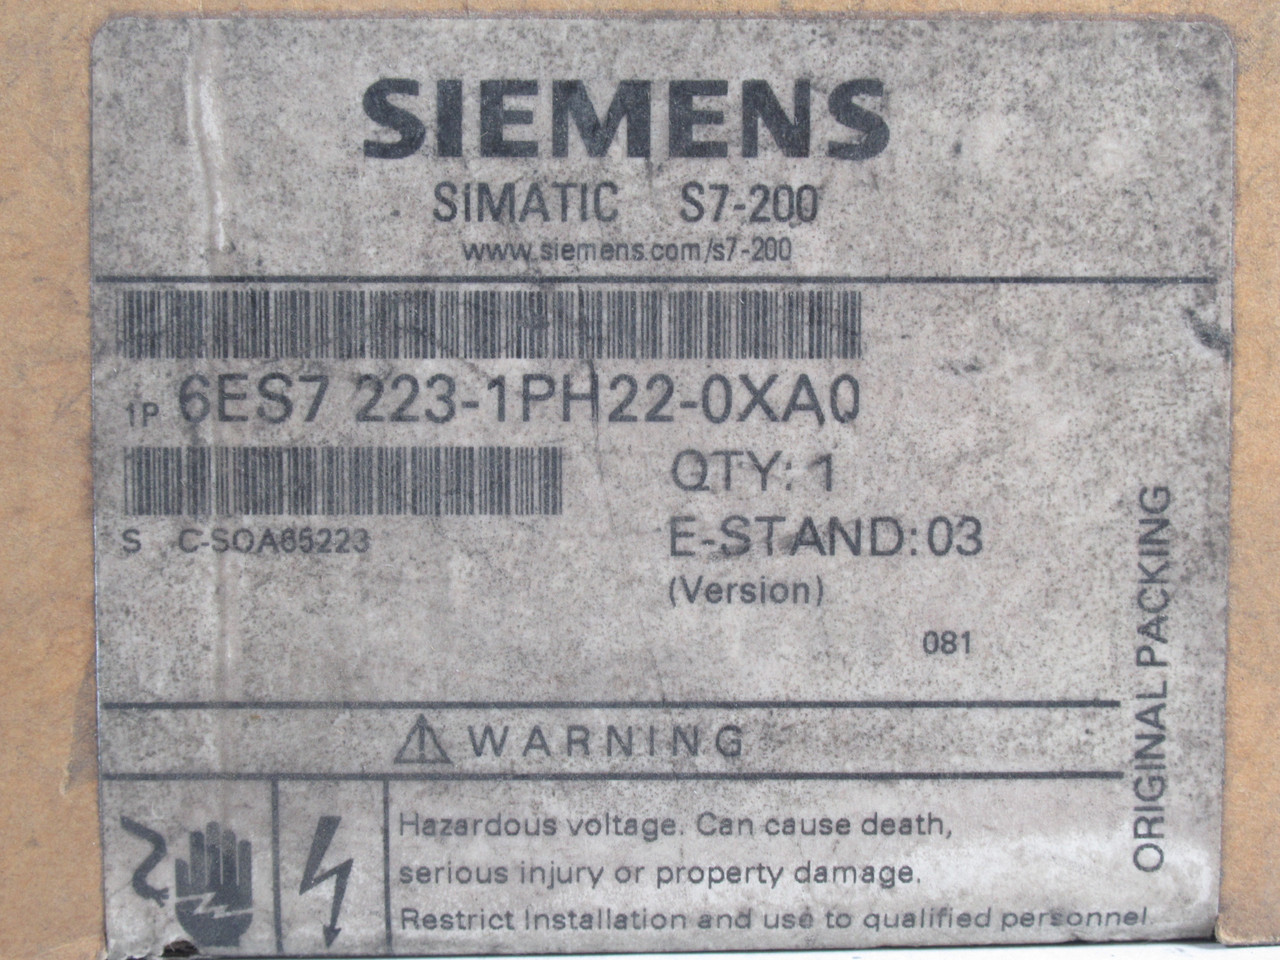 SIEMENS
SIMATIC S7-200
www.siemens.com/s7-200
1P 6ES7 223-1PH22-0XA0
QTY: 1
S C-SOA65223
E-STAND: 03
(Version)
081
ORIGINAL PACKING
WARNING
Hazardous voltage. Can cause death,
serious injury or property damage.
Restrict Installation and use to qualified personnel.